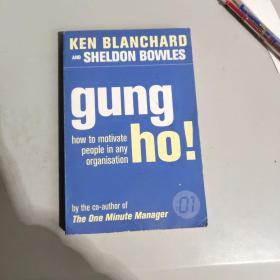 KEN BLANCHARD
AND SHELDON BOWLES
gung
how to motivate
people in any
organisation
ho!
by the co-author of
The One Minute Manager